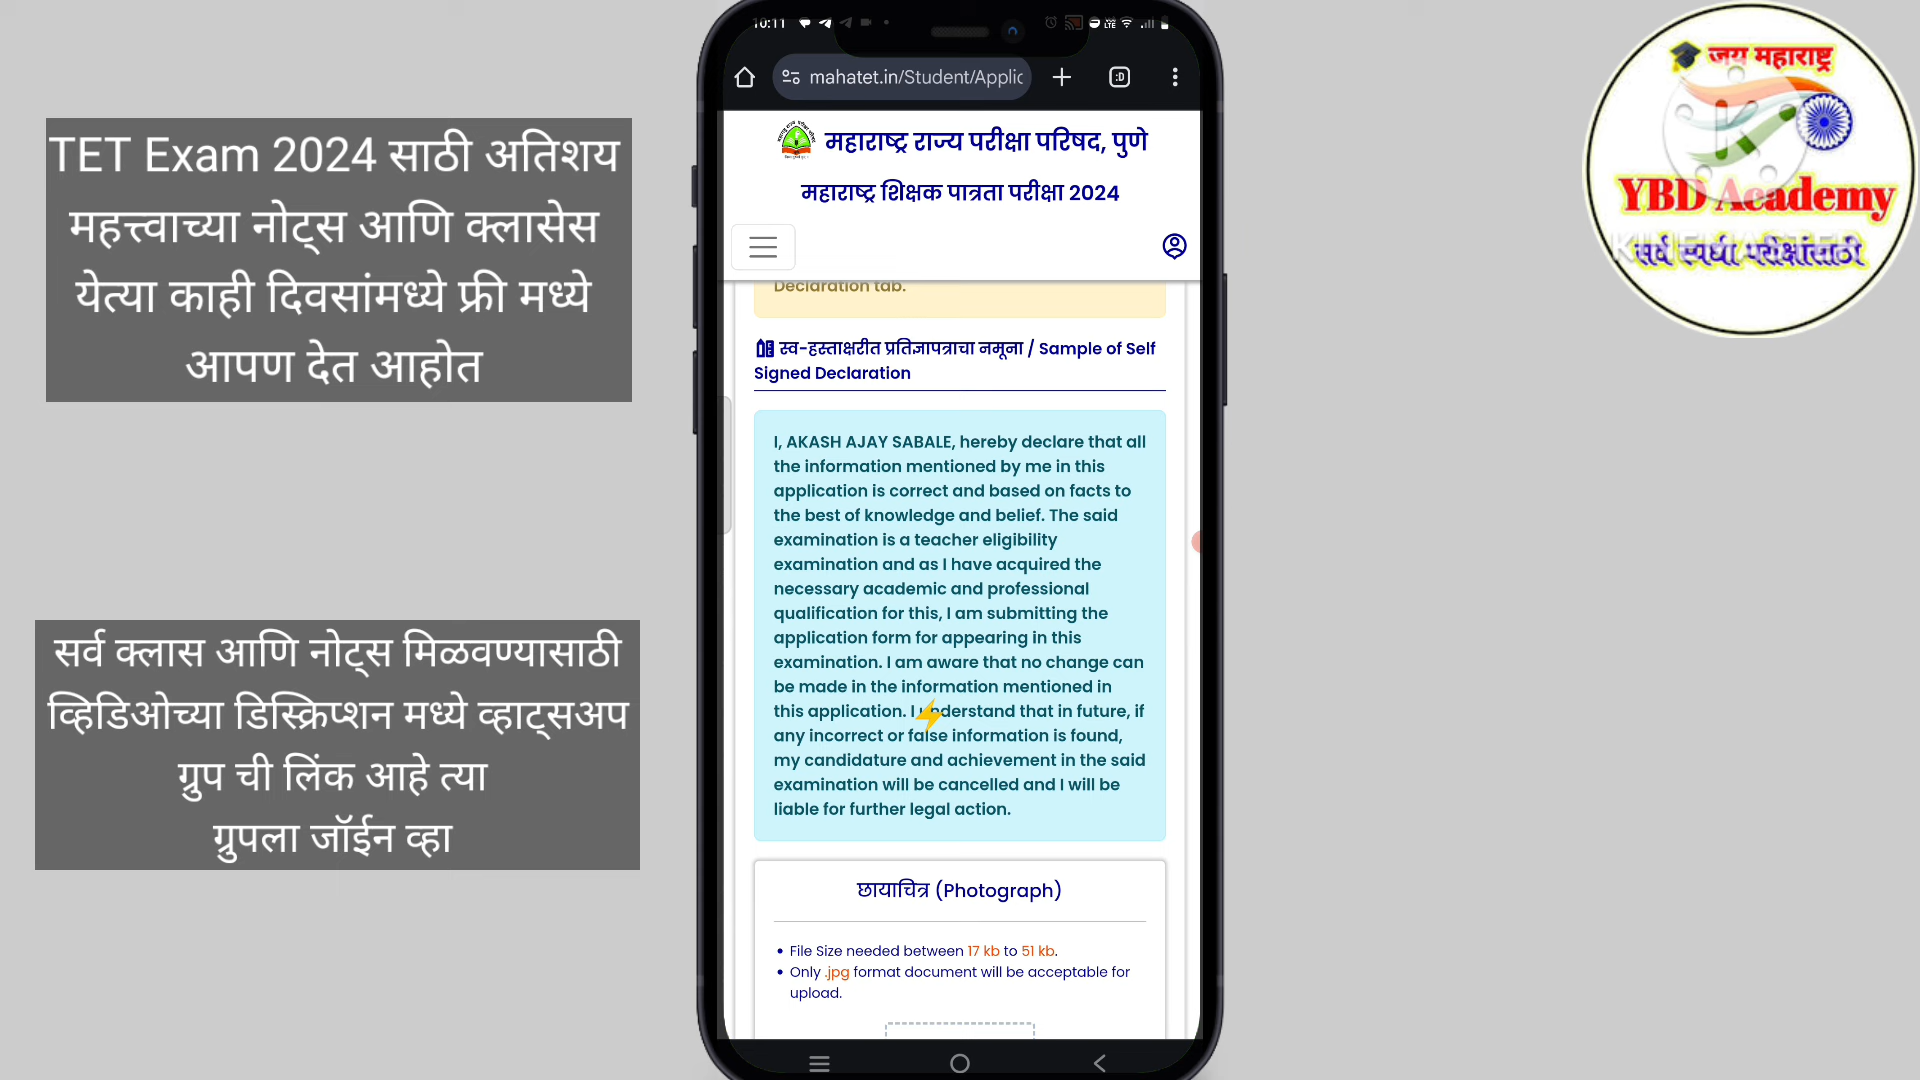 TET Exam 2024 साठी अतिशय
महत्त्वाच्या नोट्स आणि क्लासेस
येत्या काही दिवसांमध्ये फ्री मध्ये
आपण देत आहोत
सर्व क्लास आणि नोट्स मिळवण्यासाठी
व्हिडिओच्या डिस्क्रिप्शन मध्ये व्हाट्सअप
ग्रुप ची लिंक आहे त्या
ग्रुपला जॉईन व्हा
10:11
mahatet.in/Student/Applic
:D
महाराष्ट्र राज्य परीक्षा परिषद, पुणे
महाराष्ट्र शिक्षक पात्रता परीक्षा 2024
Declaration tab.
स्व-हस्ताक्षरीत प्रतिज्ञापत्राचा नमूना / Sample of Self
Signed Declaration
I, AKASH AJAY SABALE, hereby declare that all
the information mentioned by me in this
application is correct and based on facts to
the best of knowledge and belief. The said
examination is a teacher eligibility
examination and as I have acquired the
necessary academic and professional
qualification for this, I am submitting the
application form for appearing in this
examination. I am aware that no change can
be made in the information mentioned in
this application. I understand that in future, if
any incorrect or false information is found,
my candidature and achievement in the said
examination will be cancelled and I will be
liable for further legal action.
छायाचित्र (Photograph)
File Size needed between 17 kb to 51 kb.
Only .jpg format document will be acceptable for
upload.
जय महाराष्ट्र
YBD Academy
सर्व स्पर्धा परीक्षांसाठी